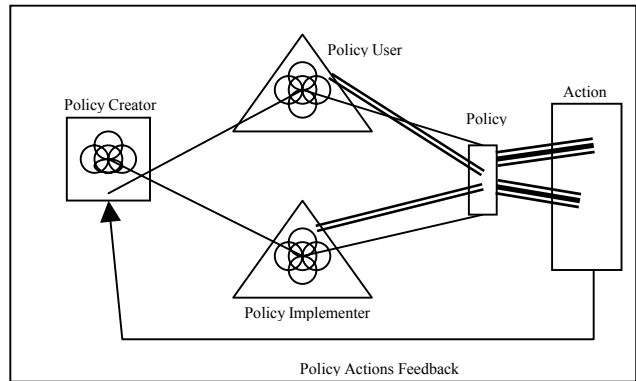 Policy User
Policy Creator
Action
Policy
Policy Implementer
Policy Actions Feedback